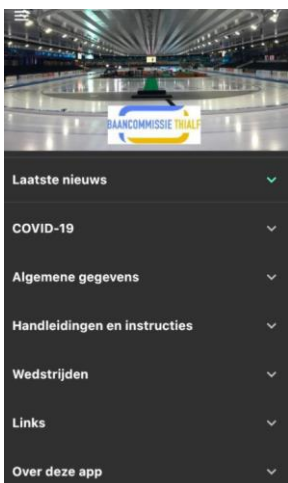 BAANCOMMISSIE THIALF
Laatste nieuws
COVID-19
Algemene gegevens
Handleidingen en instructies
Wedstrijden
Links
Over deze app